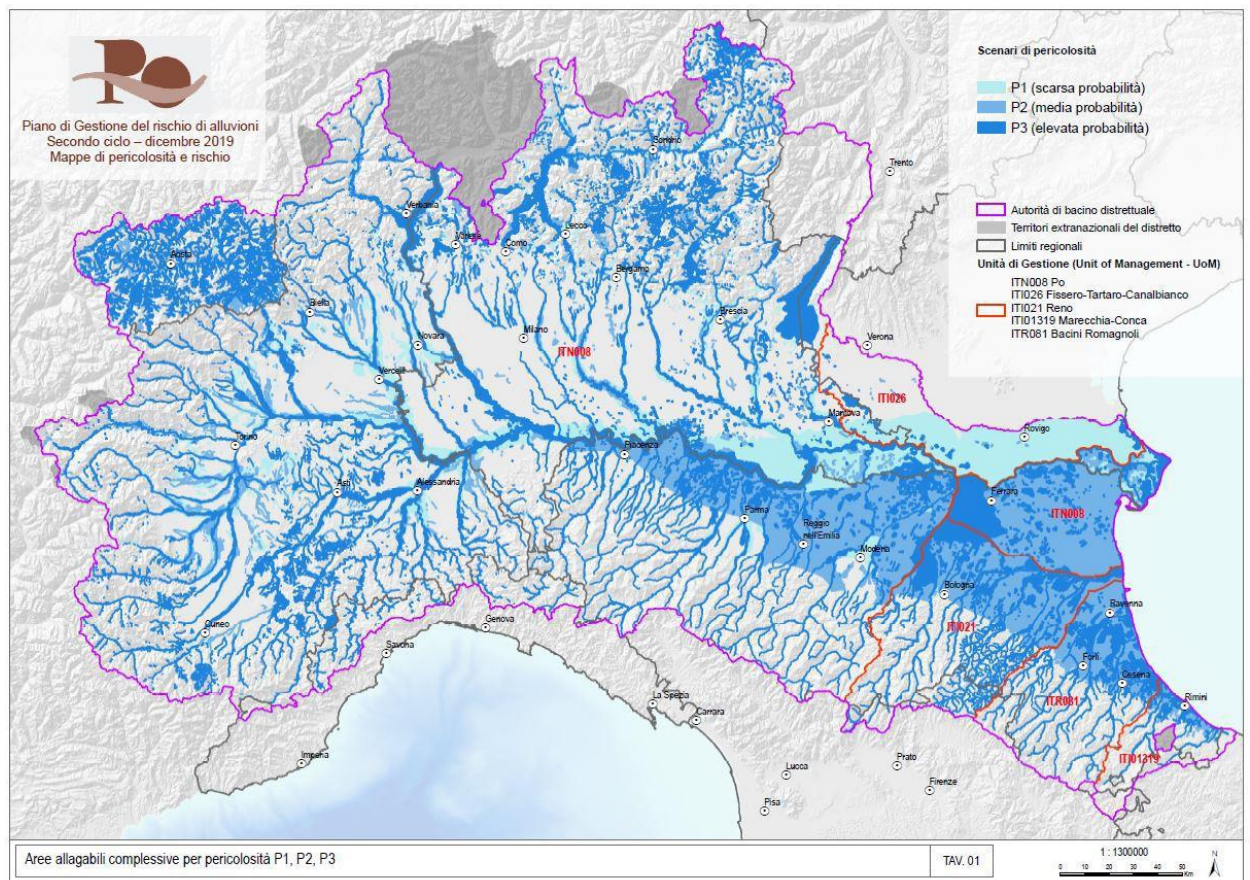 PO
Piano di Gestione del rischio di alluvioni
Secondo ciclo – dicembre 2019
Mappe di pericolosità e rischio
Scenari di pericolosità
P1 (scarsa probabilità)
P2 (media probabilità)
P3 (elevata probabilità)
Autorità di bacino distrettuale
Territori extranazionali del distretto
Limiti regionali
Unità di Gestione (Unit of Management - UoM)
ITN008 Po
ITI026 Fissero-Tartaro-Canalbianco
ITI021 Reno
ITI01319 Marecchia-Conca
ITR081 Bacini Romagnoli
Sondrio
Trento
Verbania
Varese
Como
Lecco
Aosta
Bergamo
Biella
Brescia
Novara
Milano
Verona
ITN008
Vercelli
ITI026
Mantova
Rovigo
Torino
Piacenza
Asti
Alessandria
Ferrara
ITN008
Parma
Reggio
nell'Emilia
Modena
Bologna
Ravenna
Cuneo
Genova
ITI021
Savona
Forlì
Cesena
La Spezia
Carrara
ITR081
Rimini
Imperia
Prato
ITI01319
Lucca
Firenze
Pisa
Aree allagabili complessive per pericolosità P1, P2, P3
TAV. 01
1 : 1300000
N
0 10 20 30 40 50
Km